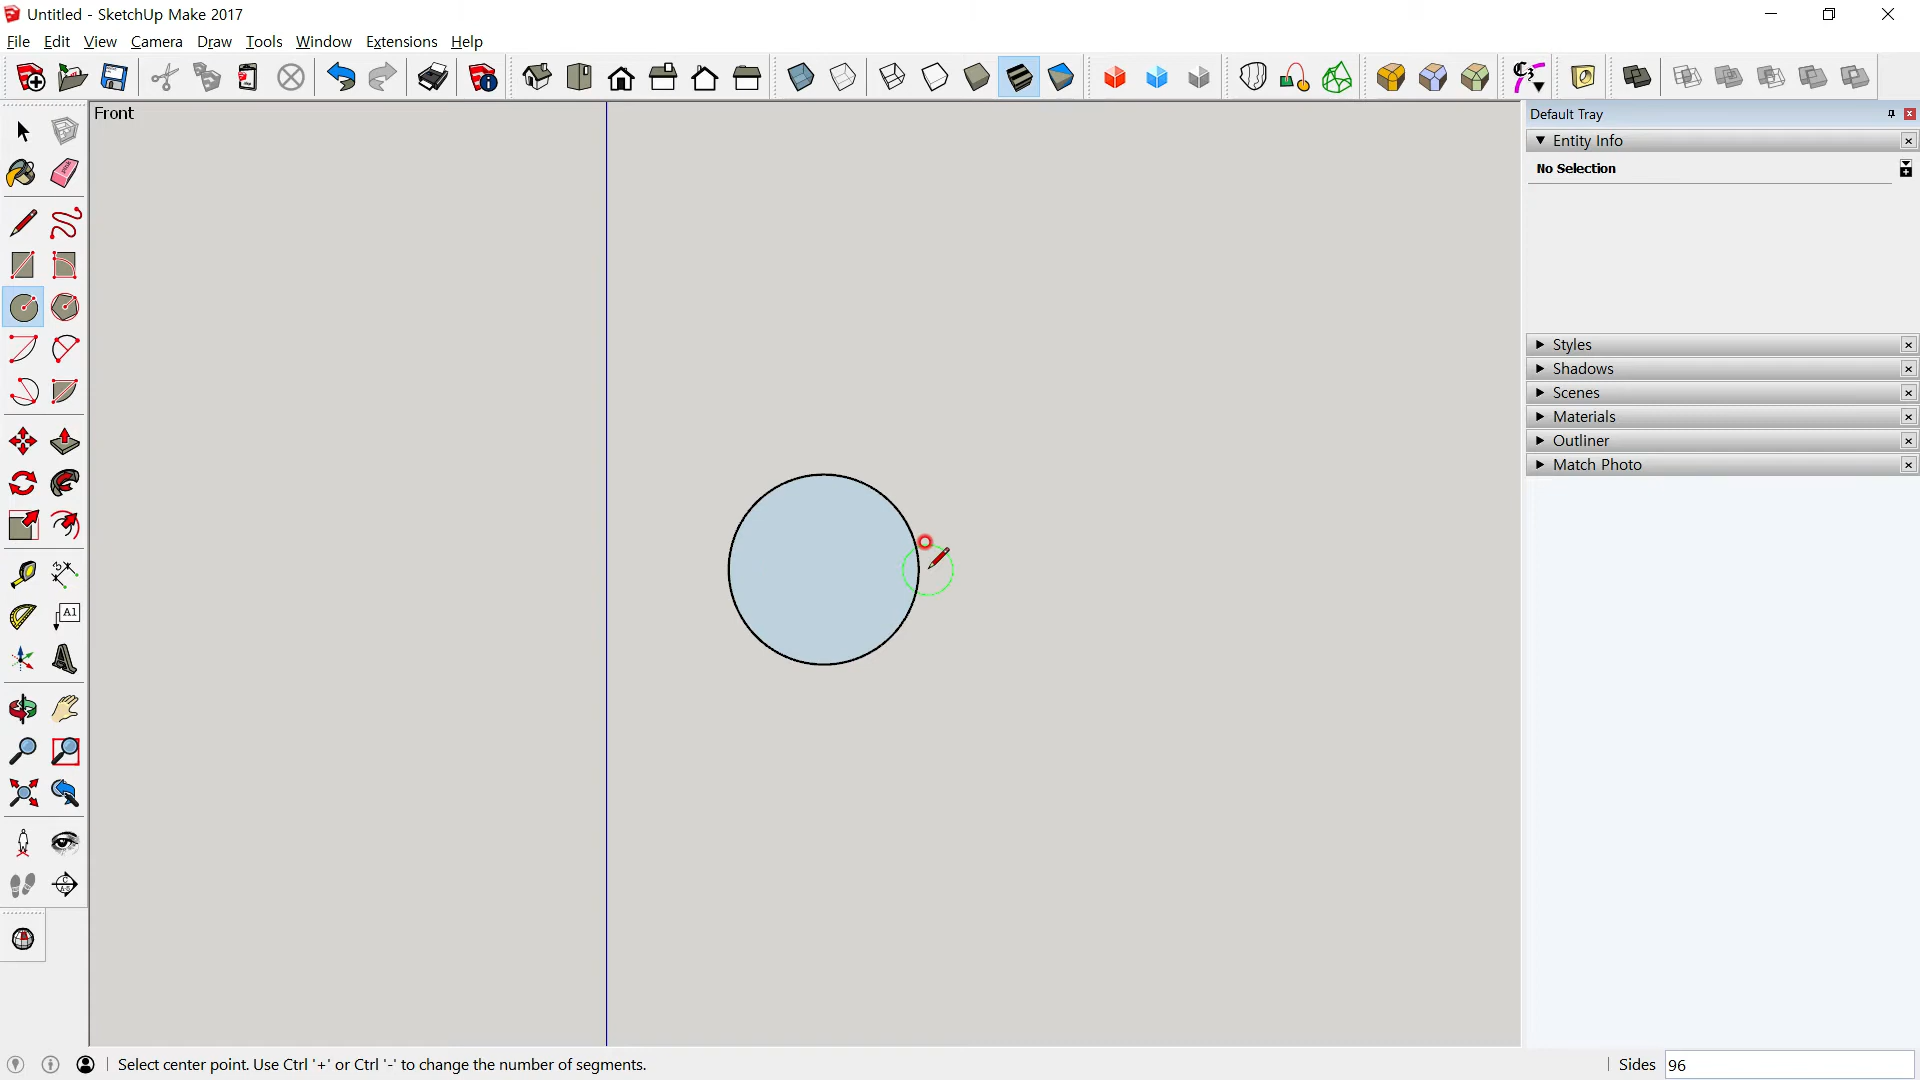 Untitled - SketchUp Make 2017
File Edit View Camera Draw Tools Window Extensions Help
Front
Default Tray
Entity Info
No Selection
Styles
Shadows
Scenes
Materials
Outliner
Match Photo
A1
Select center point. Use Ctrl '+' or Ctrl '-' to change the number of segments.
Sides 96